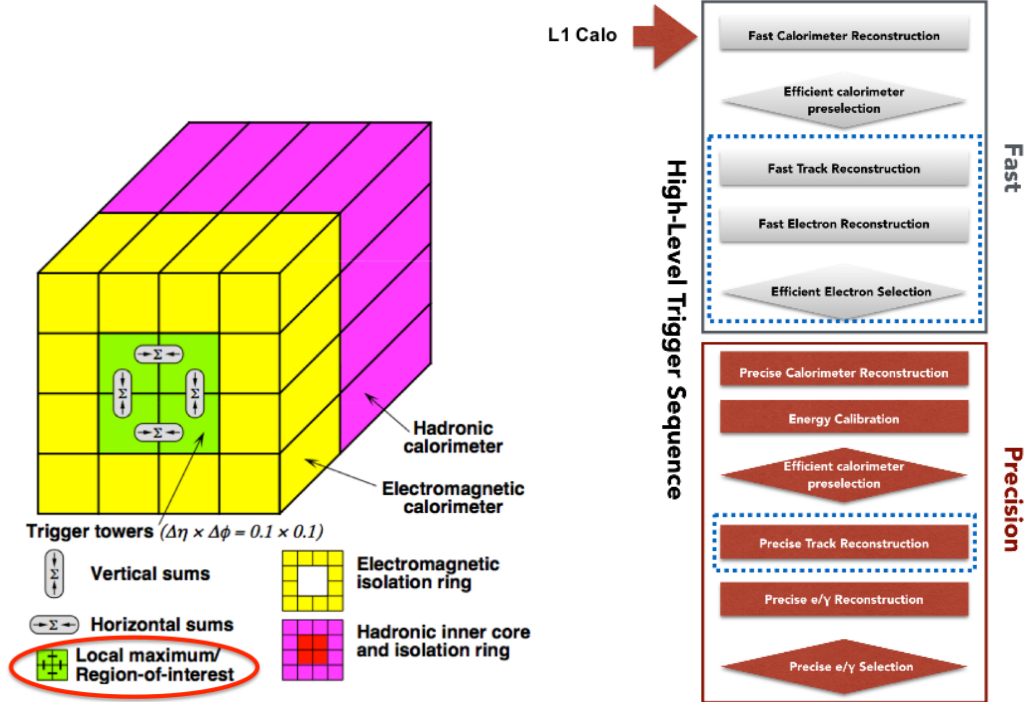 Hadronic
calorimeter
Electromagnetic
calorimeter
Trigger towers (Δη × Δϕ = 0.1 × 0.1)
Σ
Σ
Σ
Σ
Σ
Vertical sums
Σ
Horizontal sums
Local maximum/
Region-of-interest
Electromagnetic
isolation ring
Hadronic inner core
and isolation ring
L1 Calo
High-Level Trigger Sequence
Fast Calorimeter Reconstruction
Efficient calorimeter
preselection
Fast Track Reconstruction
Fast Electron Reconstruction
Efficient Electron Selection
Fast
Precise Calorimeter Reconstruction
Energy Calibration
Efficient calorimeter
preselection
Precise Track Reconstruction
Precise e/γ Reconstruction
Precise e/γ Selection
Precision